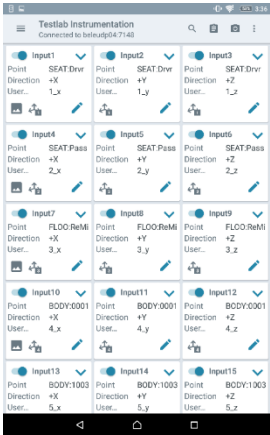 3:36
Testlab Instrumentation
Connected to beleudp04:7140
Input1 Input2 Input3
Point SEAT:Drvr Point SEAT:Drvr Point SEAT:Drvr
Direction +X Direction +Y Direction +Z
User... 1_x User... 1_y User... 1_z
Input4 Input5 Input6
Point SEAT:Pass Point SEAT:Pass Point SEAT:Pass
Direction +X Direction +Y Direction +Z
User... 2_x User... 2_y User... 2_z
Input7 Input8 Input9
Point FLOO:ReMi Point FLOO:ReMi Point FLOO:ReMi
Direction +X Direction +Y Direction +Z
User... 3_x User... 3_y User... 3_z
Input10 Input11 Input12
Point BODY:0001 Point BODY:0001 Point BODY:0001
Direction +X Direction +Y Direction +Z
User... 4_x User... 4_y User... 4_z
Input13 Input14 Input15
Point BODY:1003 Point BODY:1003 Point BODY:1003
Direction +X Direction +Y Direction +Z
User... 5_x User... 5_y User... 5_z